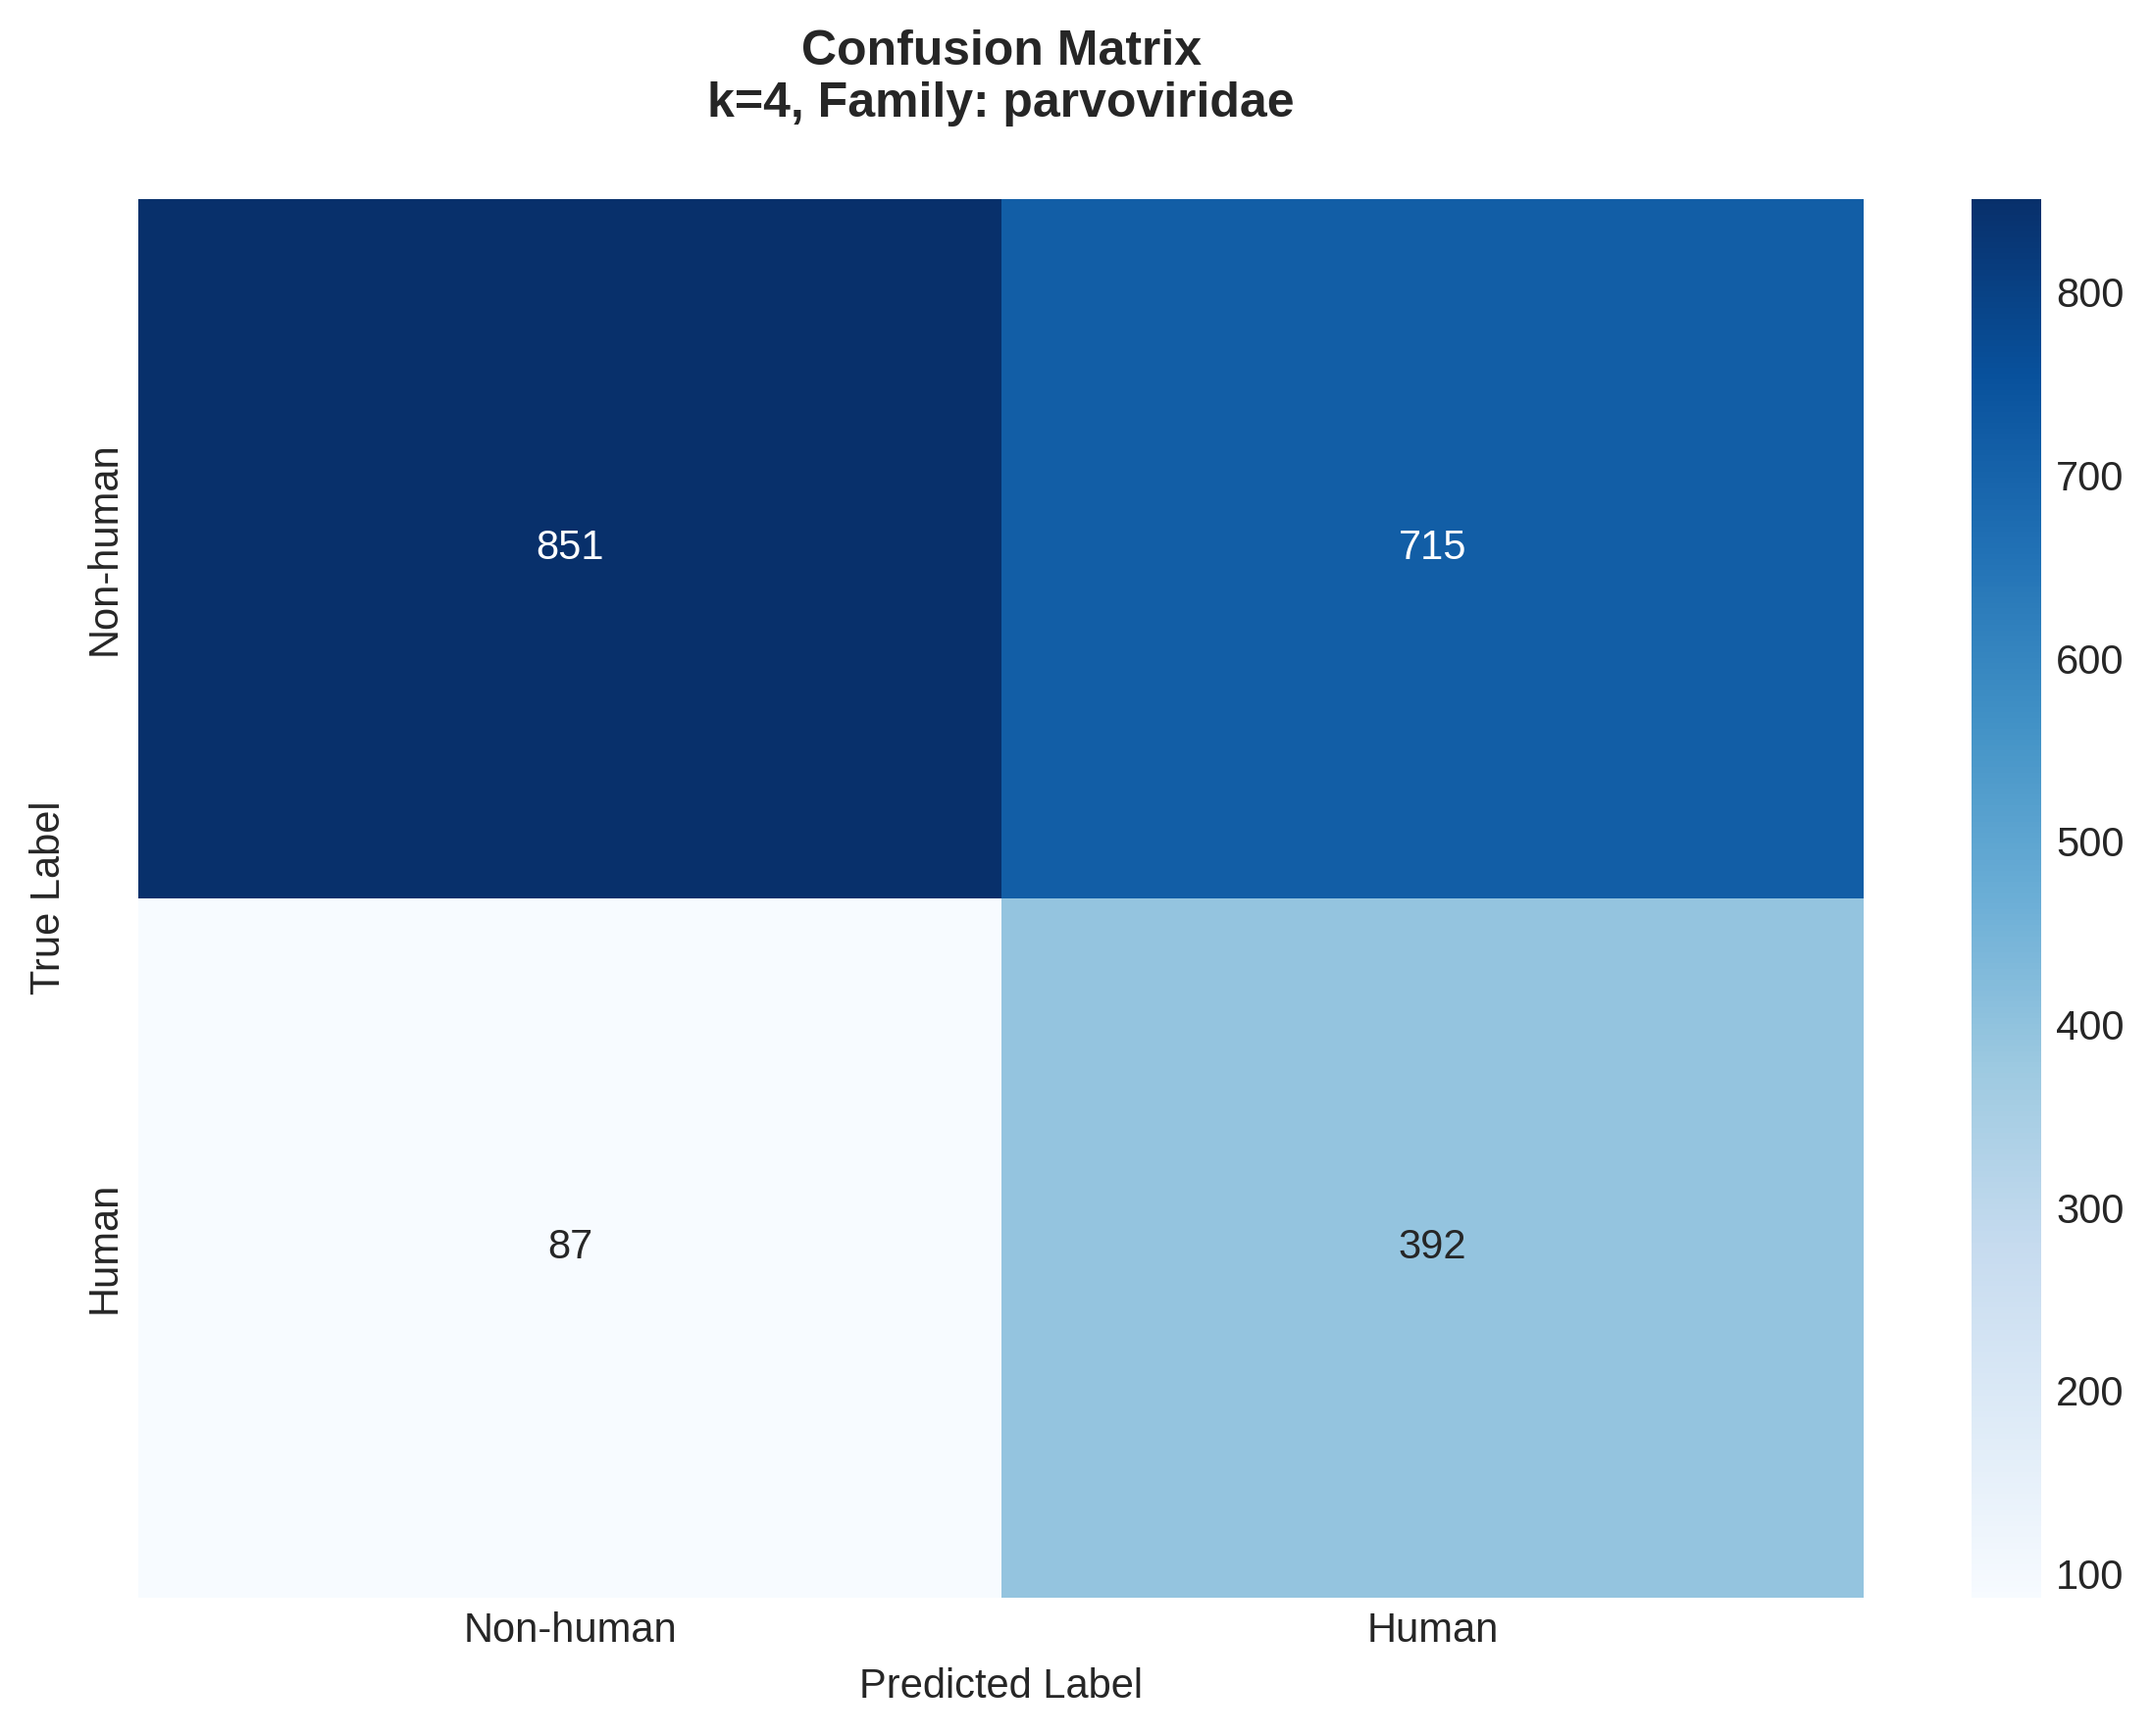 Confusion Matrix
k=4, Family: parvoviridae
True Label
Non-human
Human
851
715
87
392
Non-human
Human
Predicted Label
800
700
600
500
400
300
200
100